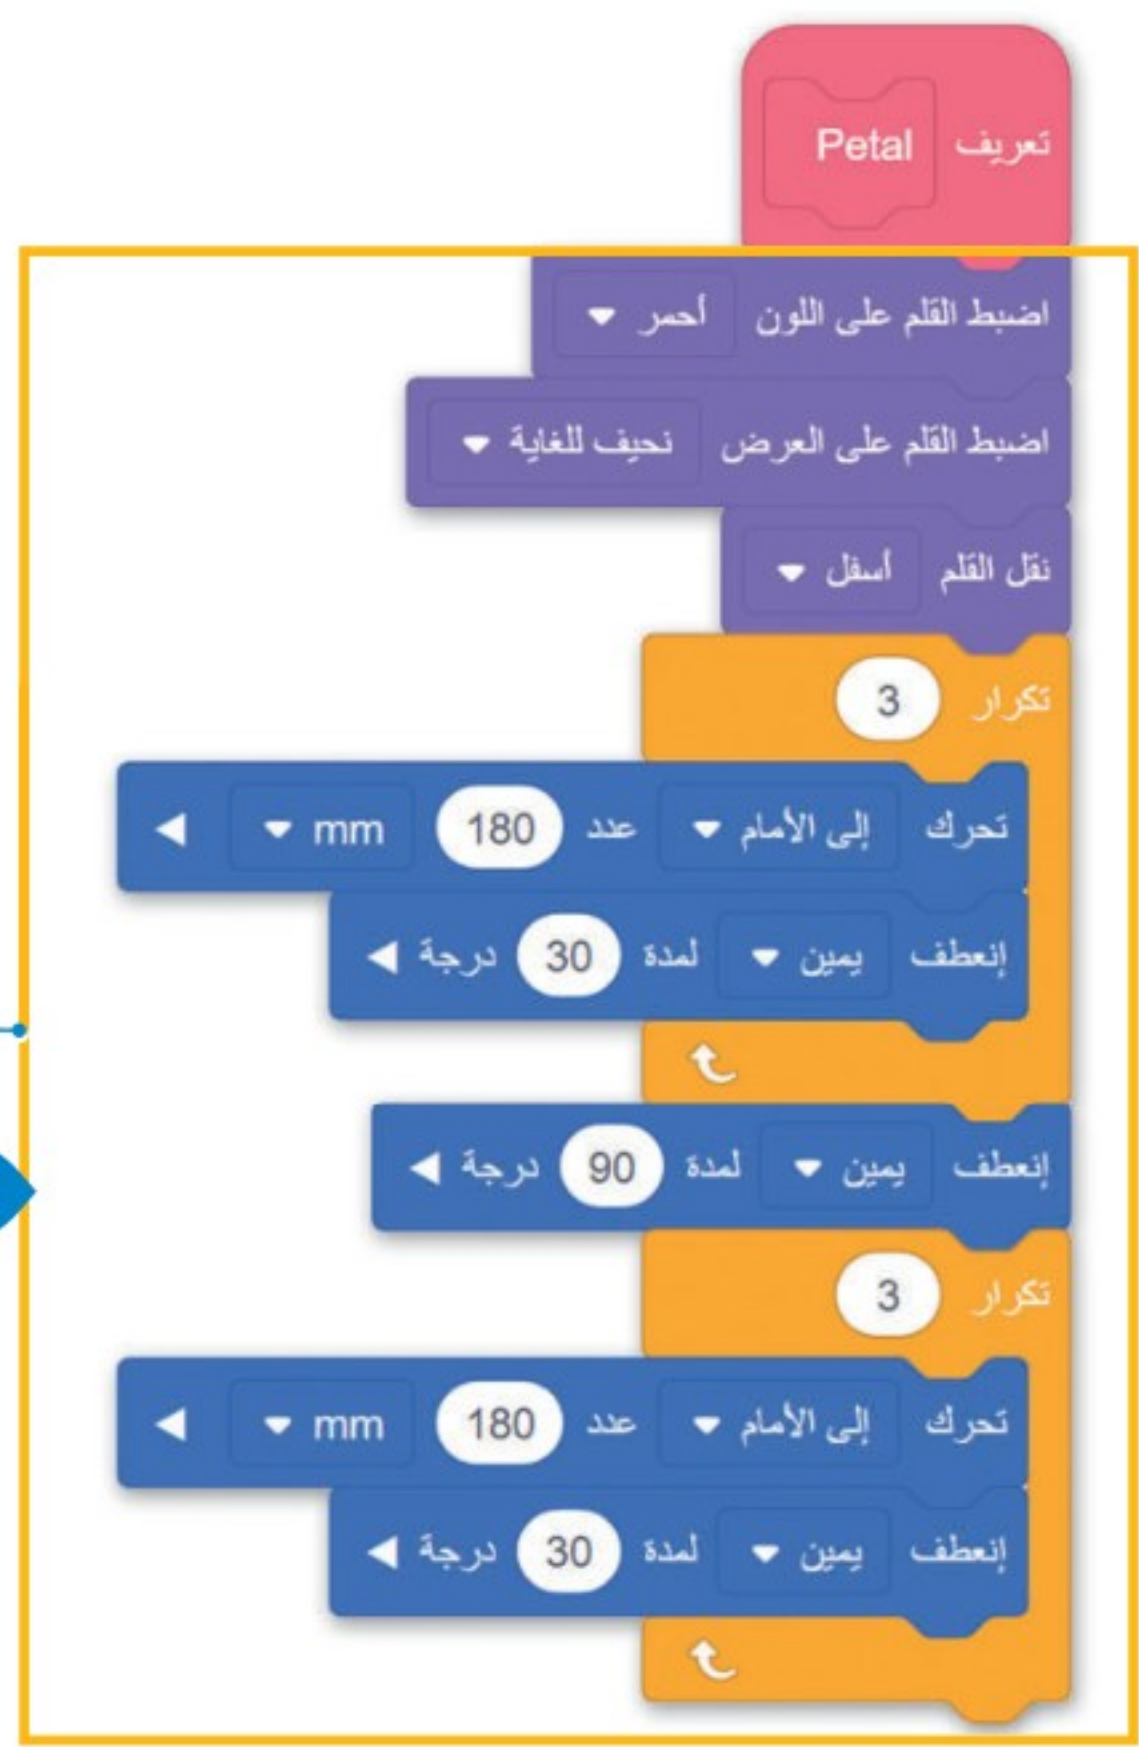 تعريف Petal
اضبط القلم على اللون أحمر
اضبط القلم على العرض نحيف للغاية
نقل القلم أسفل
تكرار 3
تحرك إلى الأمام عدد 180 mm
إنعطف يمين لمدة 30 درجة
إنعطف يمين لمدة 90 درجة
تكرار 3
تحرك إلى الأمام عدد 180 mm
إنعطف يمين لمدة 30 درجة